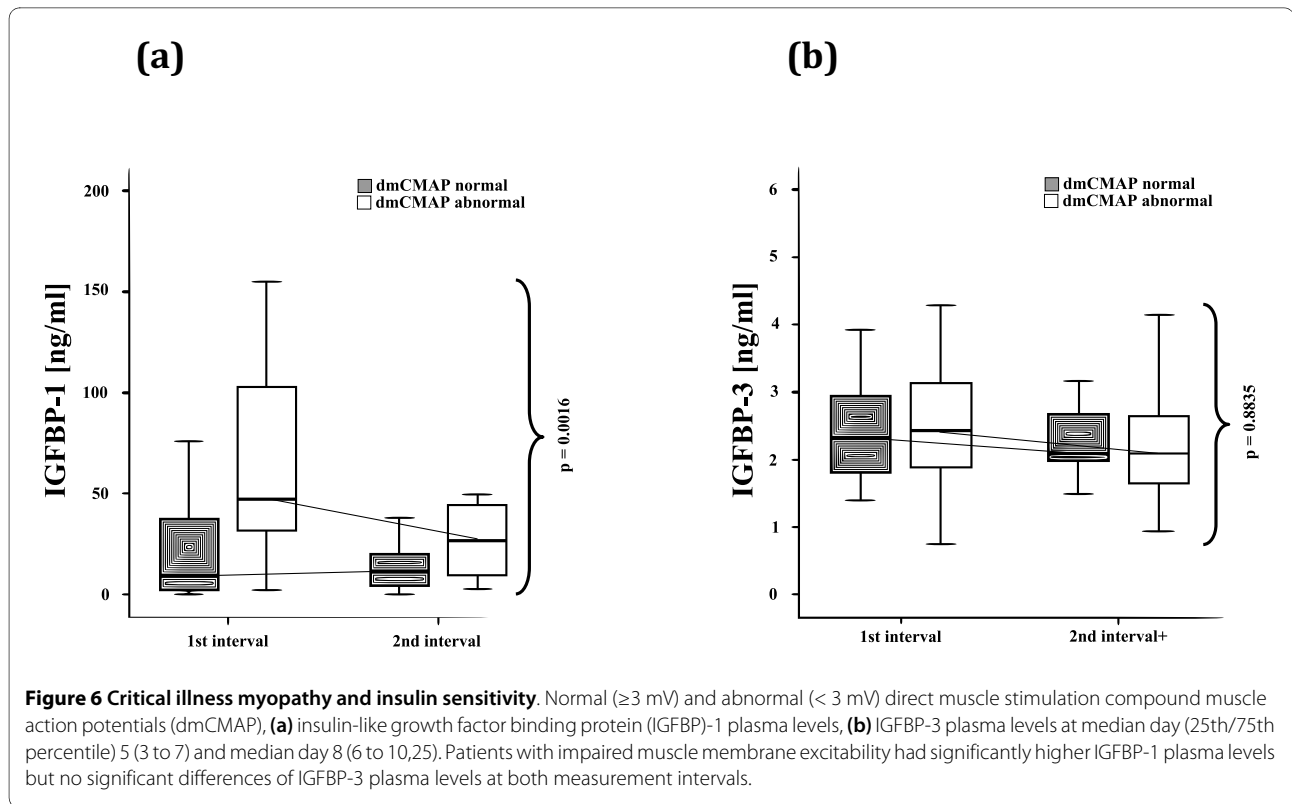 (a)
(b)
dmCMAP normal
dmCMAP abnormal
200
150
100
50
0
IGFBP-1 [ng/ml]
p = 0.0016
1st interval
2nd interval
dmCMAP normal
dmCMAP abnormal
6
5
4
3
2
1
0
IGFBP-3 [ng/ml]
p = 0.8835
1st interval
2nd interval+
Figure 6 Critical illness myopathy and insulin sensitivity. Normal (≥3 mV) and abnormal (< 3 mV) direct muscle stimulation compound muscle
action potentials (dmCMAP), (a) insulin-like growth factor binding protein (IGFBP)-1 plasma levels, (b) IGFBP-3 plasma levels at median day (25th/75th
percentile) 5 (3 to 7) and median day 8 (6 to 10,25). Patients with impaired muscle membrane excitability had significantly higher IGFBP-1 plasma levels
but no significant differences of IGFBP-3 plasma levels at both measurement intervals.